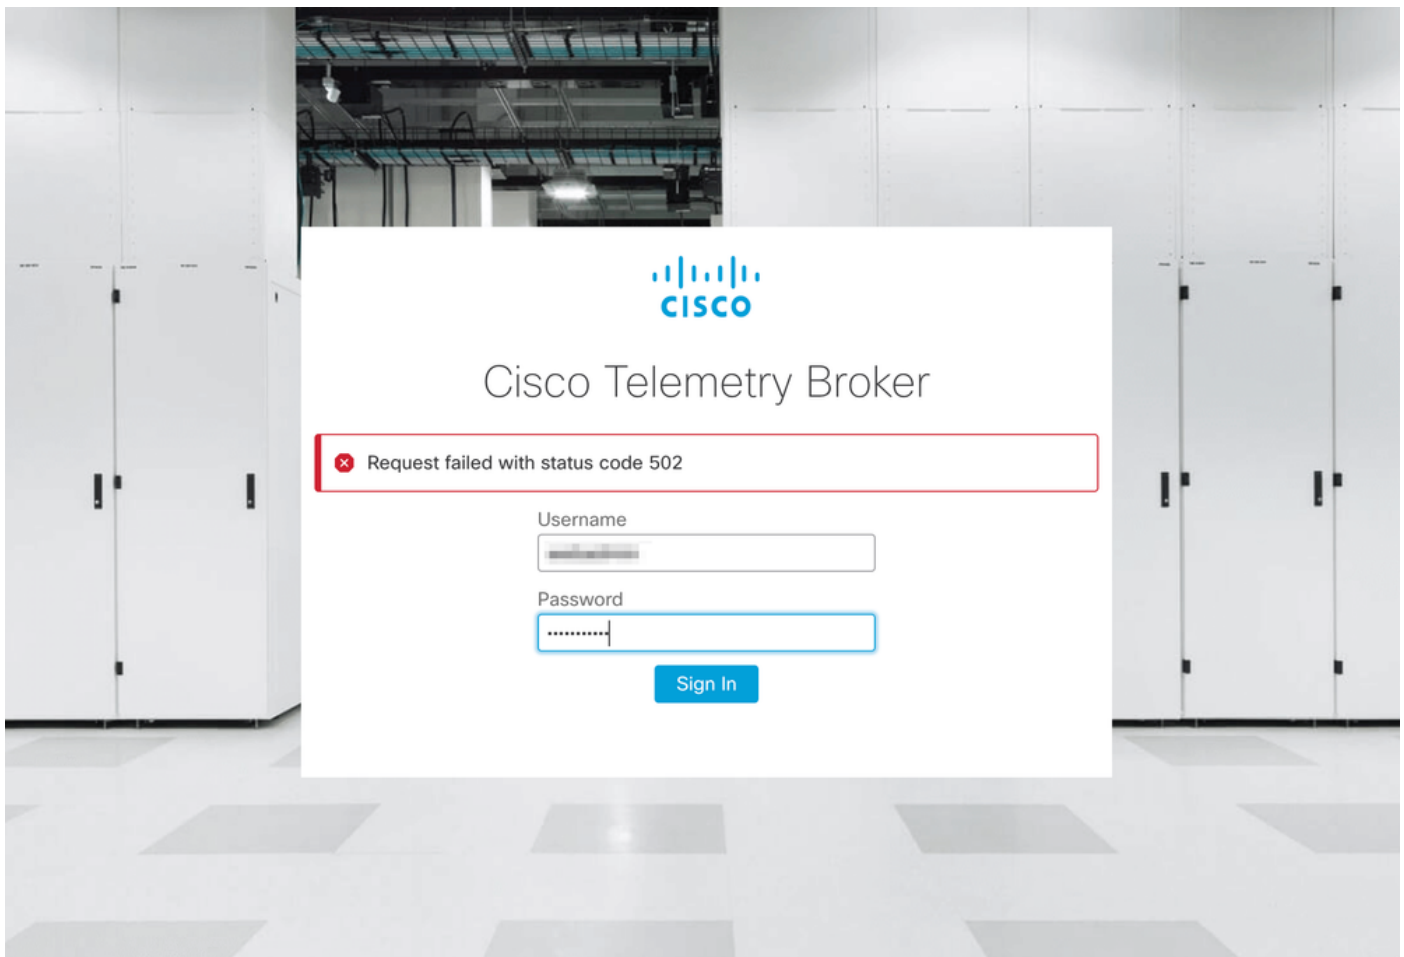 CISCO
Cisco Telemetry Broker
Request failed with status code 502
Username
Password
Sign In